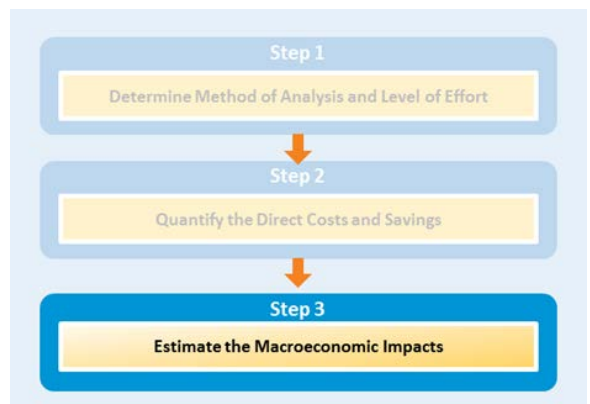 Step 1
Determine Method of Analysis and Level of Effort
Step 2
Quantify the Direct Costs and Savings
Step 3
Estimate the Macroeconomic Impacts